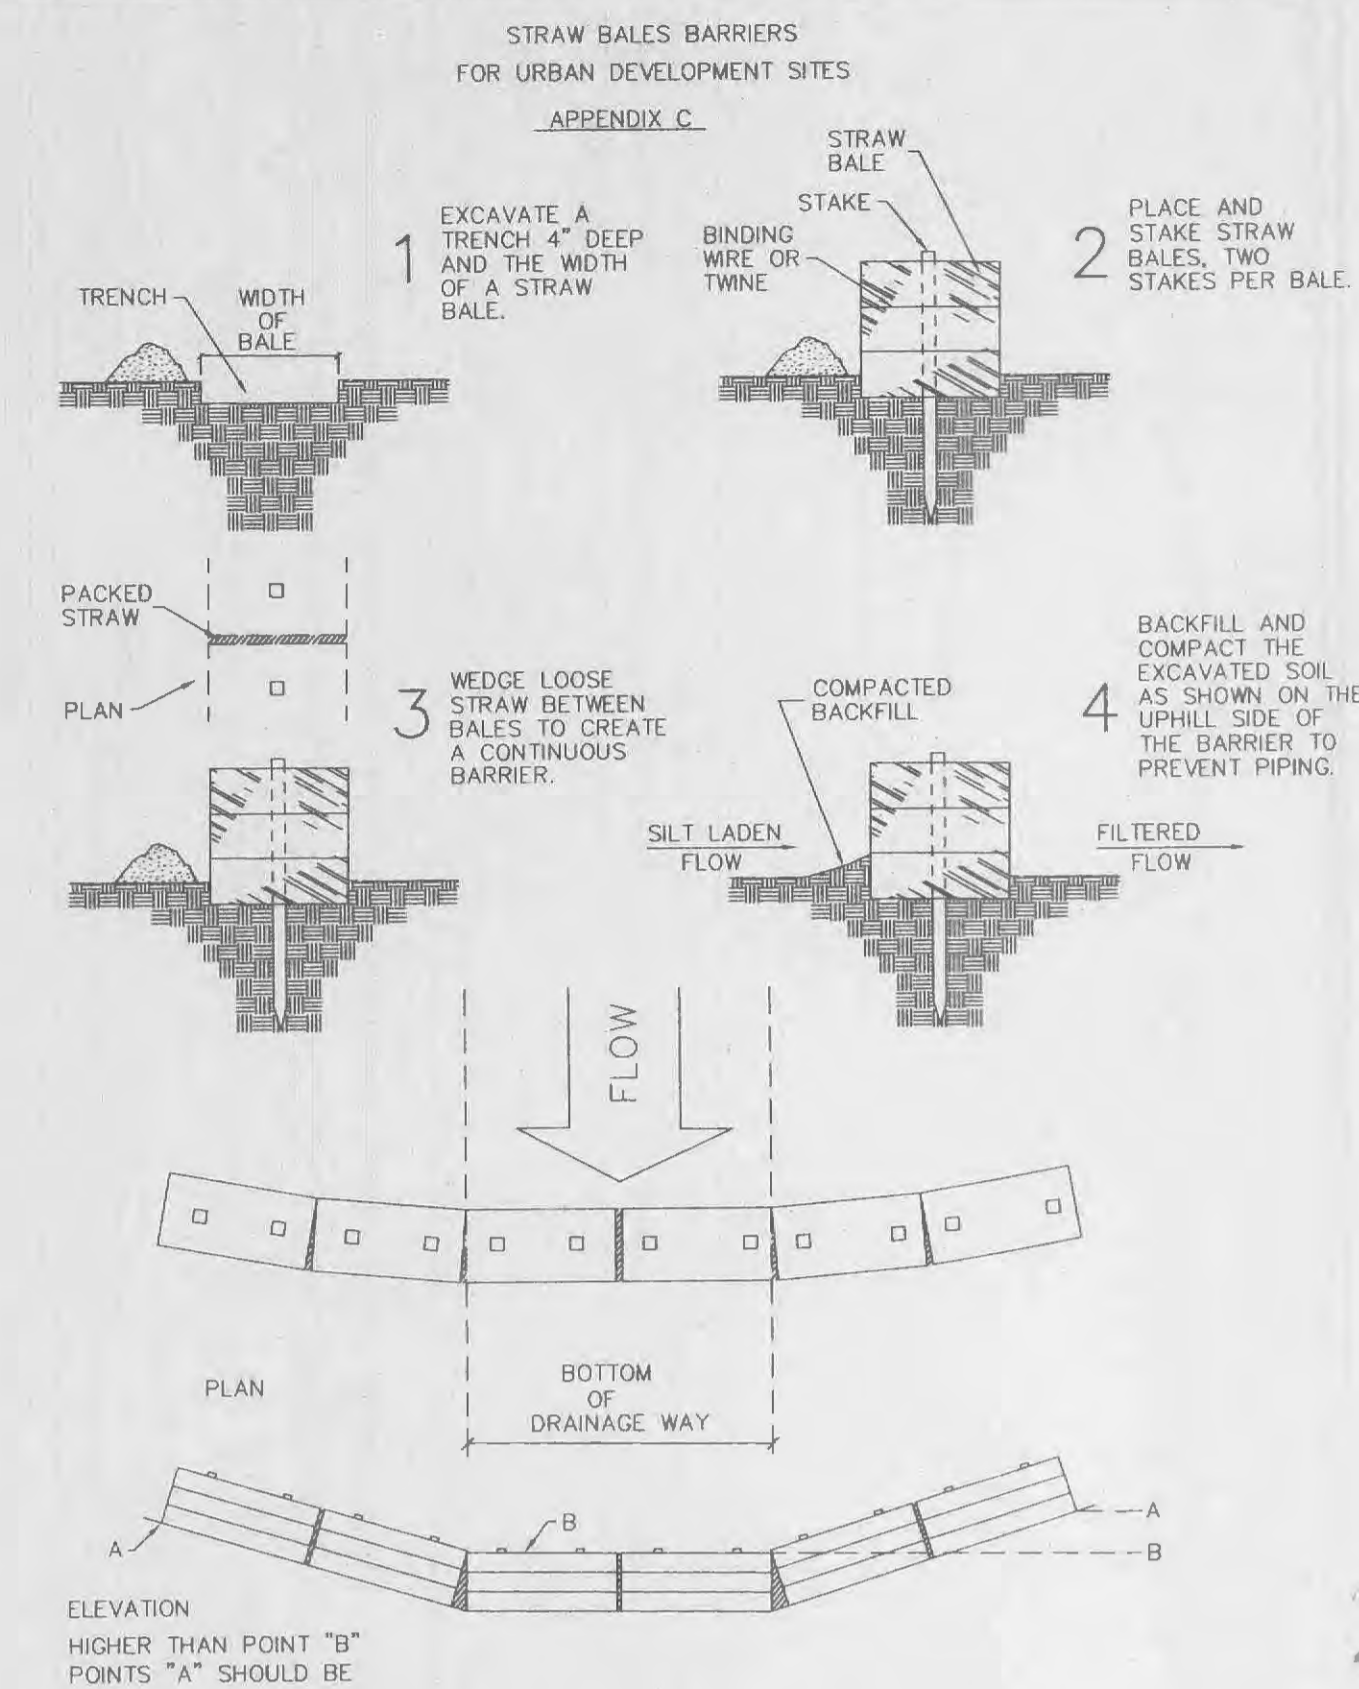 STRAW BALES BARRIERS
FOR URBAN DEVELOPMENT SITES
APPENDIX C
1
EXCAVATE A
TRENCH 4" DEEP
AND THE WIDTH
OF A STRAW
BALE.
TRENCH
WIDTH
OF
BALE
STRAW
BALE
STAKE
BINDING
WIRE OR
TWINE
2
PLACE AND
STAKE STRAW
BALES, TWO
STAKES PER BALE.
PACKED
STRAW
PLAN
3
WEDGE LOOSE
STRAW BETWEEN
BALES TO CREATE
A CONTINUOUS
BARRIER.
COMPACTED
BACKFILL
4
BACKFILL AND
COMPACT THE
EXCAVATED SOIL
AS SHOWN ON THE
UPHILL SIDE OF
THE BARRIER TO
PREVENT PIPING.
SILT LADEN
FLOW
FILTERED
FLOW
FLOW
PLAN
BOTTOM
OF
DRAINAGE WAY
A
B
A
B
ELEVATION
HIGHER THAN POINT "B"
POINTS "A" SHOULD BE